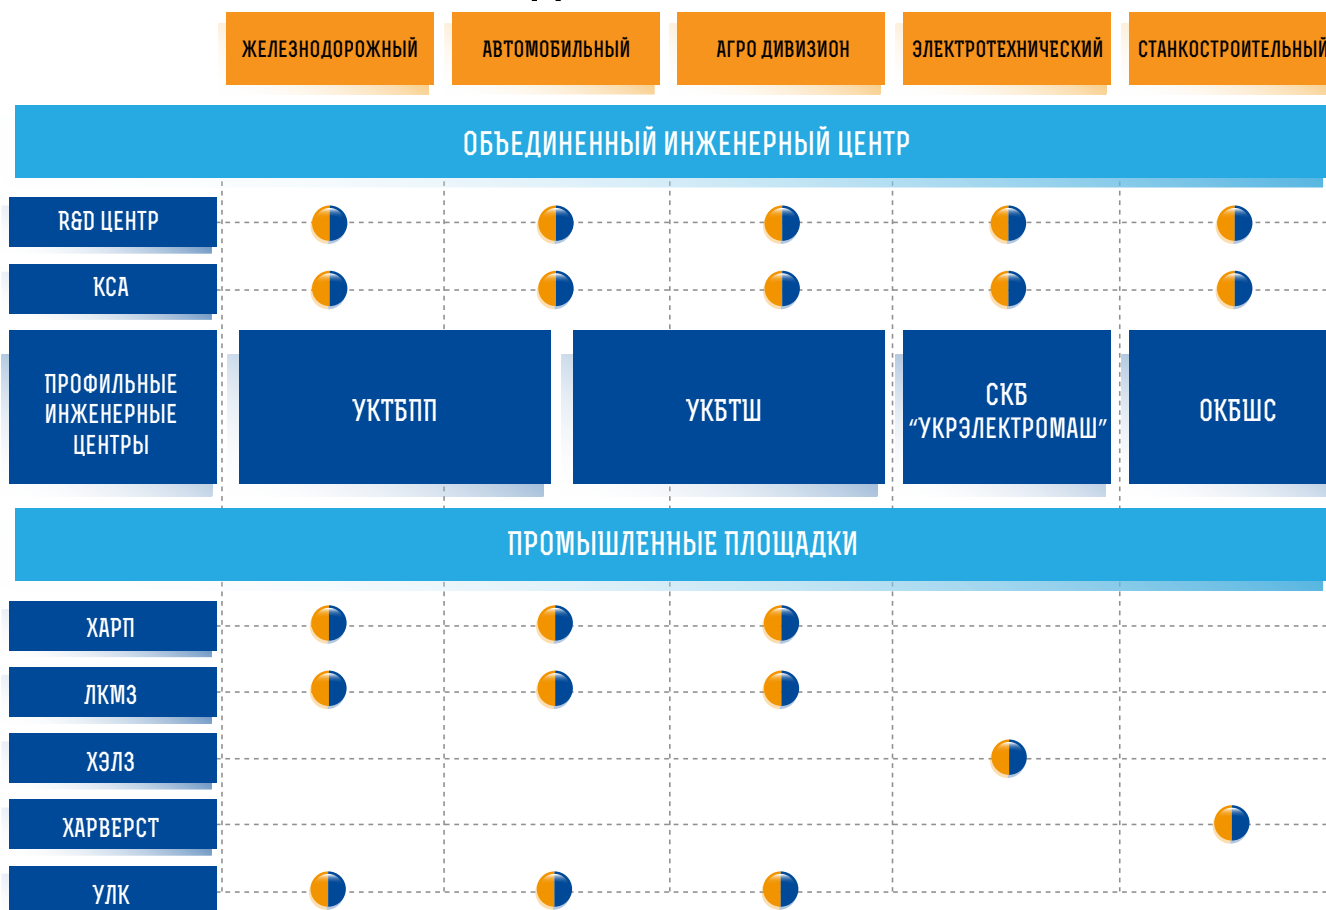 ЖЕЛЕЗНОДОРОЖНЫЙ
АВТОМОБИЛЬНЫЙ
АГРО ДИВИЗИОН
ЭЛЕКТРОТЕХНИЧЕСКИЙ
СТАНКОСТРОИТЕЛЬНЫЙ
ОБЪЕДИНЕННЫЙ ИНЖЕНЕРНЫЙ ЦЕНТР
R&D ЦЕНТР
КСА
ПРОФИЛЬНЫЕ
ИНЖЕНЕРНЫЕ
ЦЕНТРЫ
УКТБПП
УКБТШ
СКБ
“УКРЭЛЕКТРОМАШ”
ОКБШС
ПРОМЫШЛЕННЫЕ ПЛОЩАДКИ
ХАРП
ЛКМЗ
ХЭЛЗ
ХАРВЕРСТ
УЛК